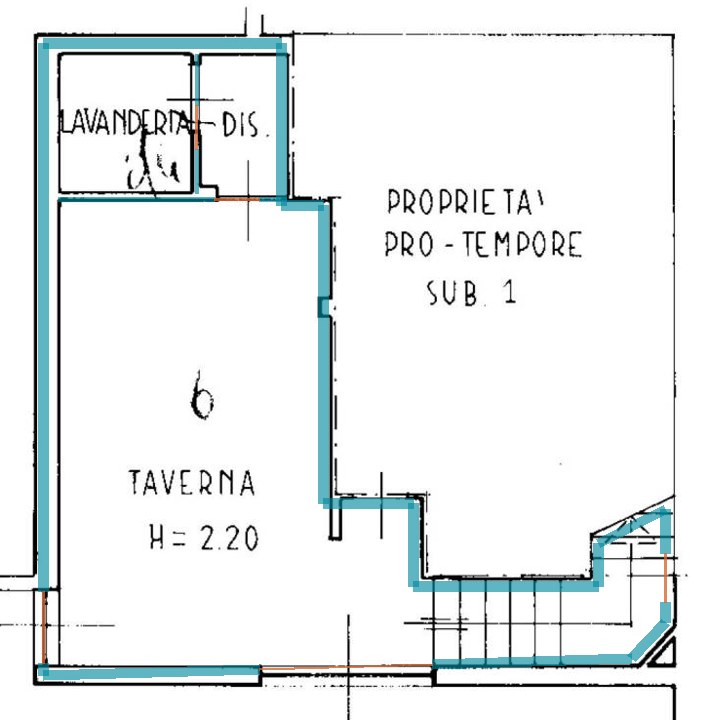 LAVANDERIA
DIS.
PROPRIETA'
PRO-TEMPORE
SUB. 1
6
TAVERNA
H=2.20